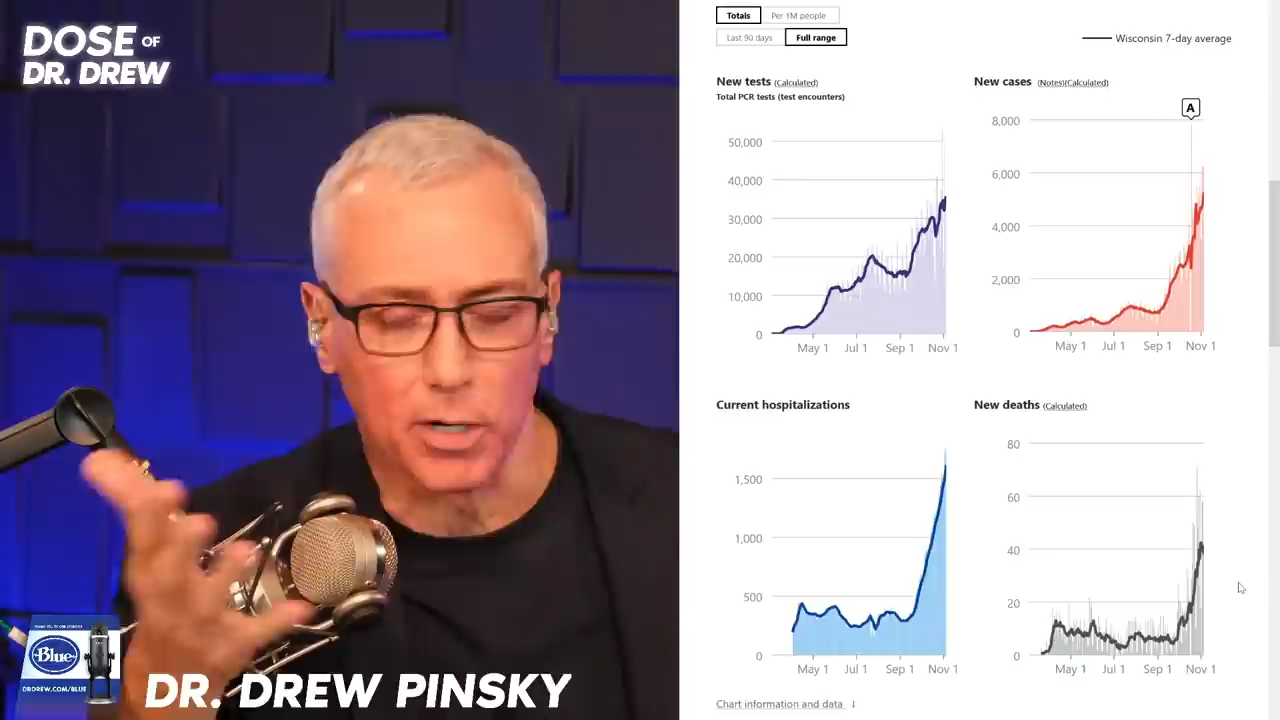 DOSE OF
DR. DREW
Blue
DRDREW.COM/BLUE
DR. DREW PINSKY
Totals Per 1M people
Last 90 days Full range
Wisconsin 7-day average
New tests (Calculated)
Total PCR tests (test encounters)
50,000
40,000
30,000
20,000
10,000
0
May 1 Jul 1 Sep 1 Nov 1
New cases (Notes)(Calculated)
A
8,000
6,000
4,000
2,000
0
May 1 Jul 1 Sep 1 Nov 1
Current hospitalizations
1,500
1,000
500
0
May 1 Jul 1 Sep 1 Nov 1
New deaths (Calculated)
80
60
40
20
0
May 1 Jul 1 Sep 1 Nov 1
Chart information and data ↓